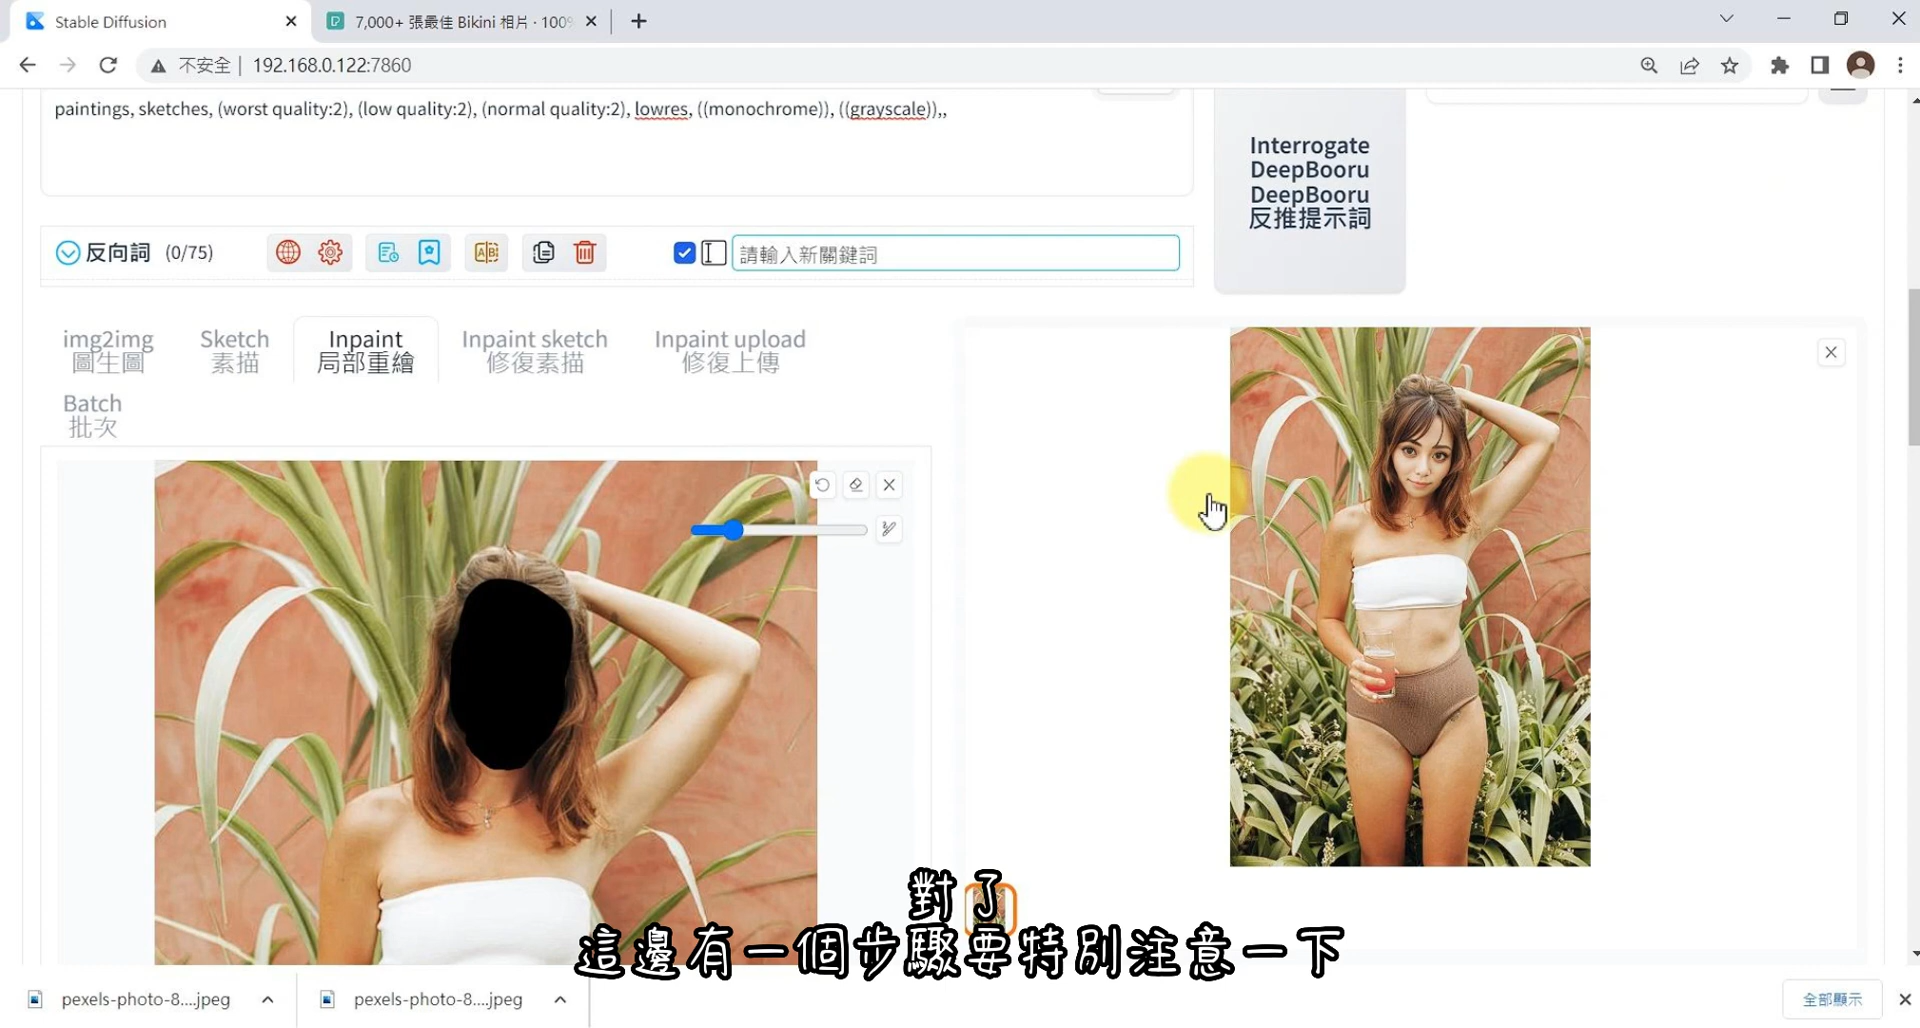 Stable Diffusion
7,000+ 張最佳 Bikini 相片 · 100%
不安全 | 192.168.0.122:7860
paintings, sketches, (worst quality:2), (low quality:2), (normal quality:2), lowres, ((monochrome)), ((grayscale)),,
Interrogate
DeepBooru
DeepBooru
反推提示詞
反向詞 (0/75)
請輸入新關鍵詞
img2img
圖生圖
Sketch
素描
Inpaint
局部重繪
Inpaint sketch
修復素描
Inpaint upload
修復上傳
Batch
批次
對了
這邊有一個步驟要特別注意一下
pexels-photo-8....jpeg
pexels-photo-8....jpeg
全部顯示